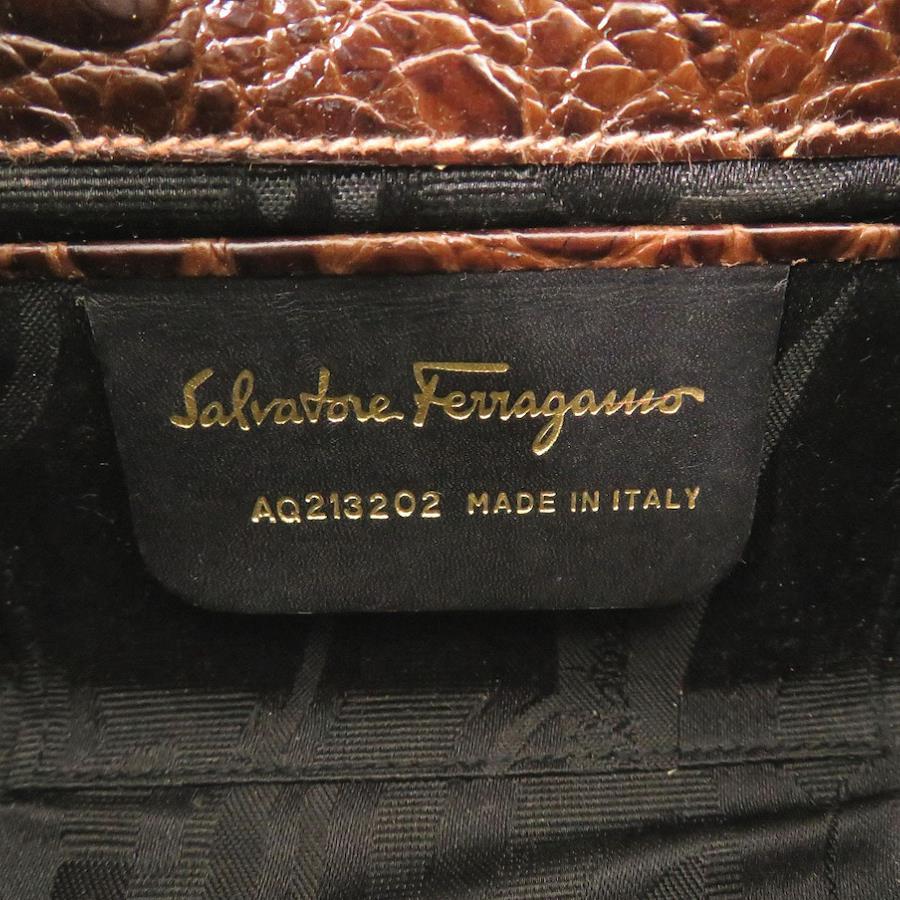 Salvatore Ferragamo
AQ213202 MADE IN ITALY